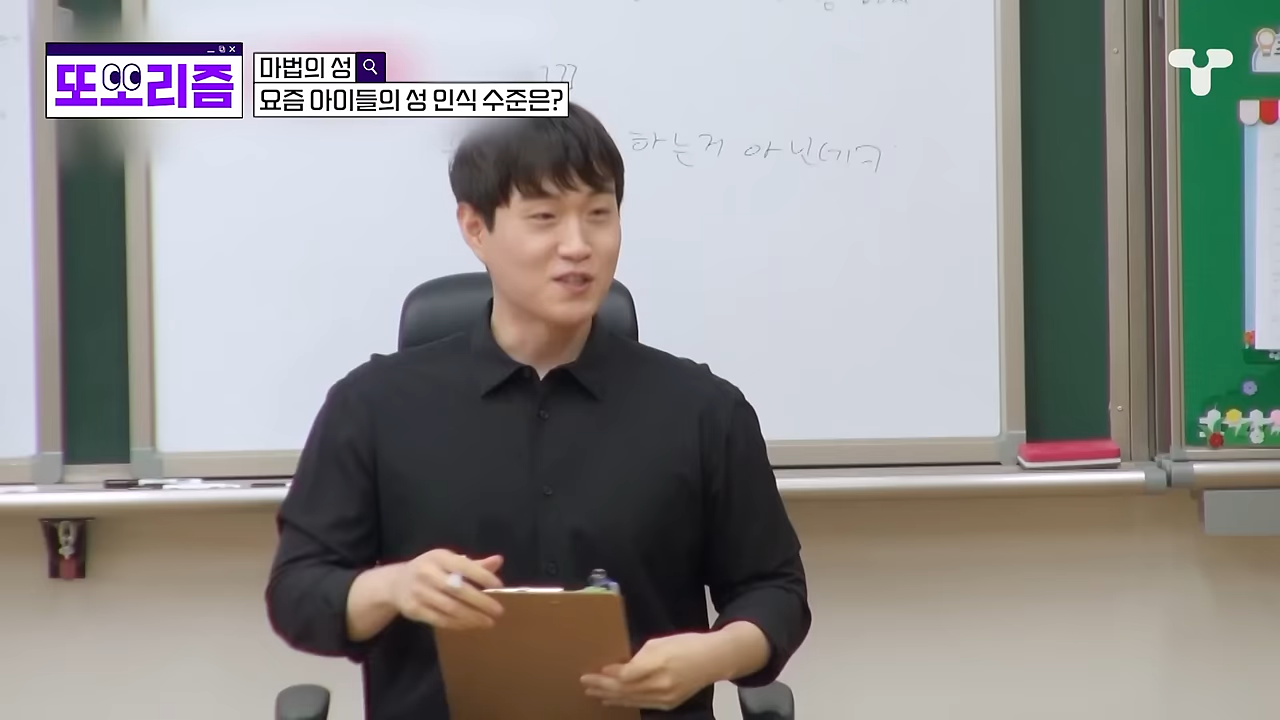 또오리즘
마법의 성
요즘 아이들의 성 인식 수준은?
하는거 아닌데ㅋ